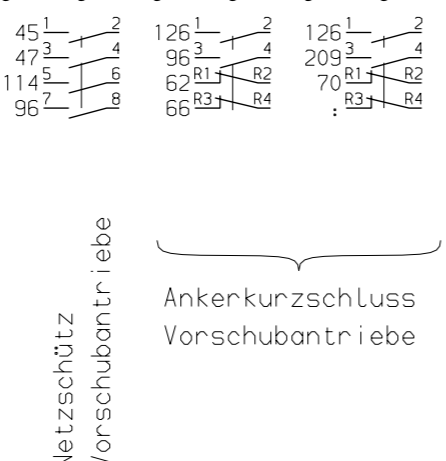 45 1 2 126 1 2 126 1 2
47 3 4 96 3 4 209 3 4
114 5 6 62 R1 R2 70 R1 R2
96 7 8 66 R3 R4 : R3 R4
Netzschütz
Vorschubantriebe
Ankerkurzschluss
Vorschubantriebe